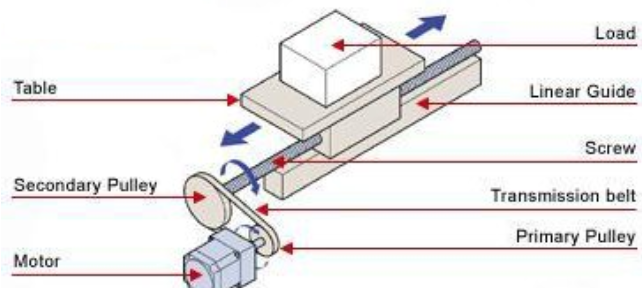 Load
Table
Linear Guide
Screw
Secondary Pulley
Transmission belt
Primary Pulley
Motor